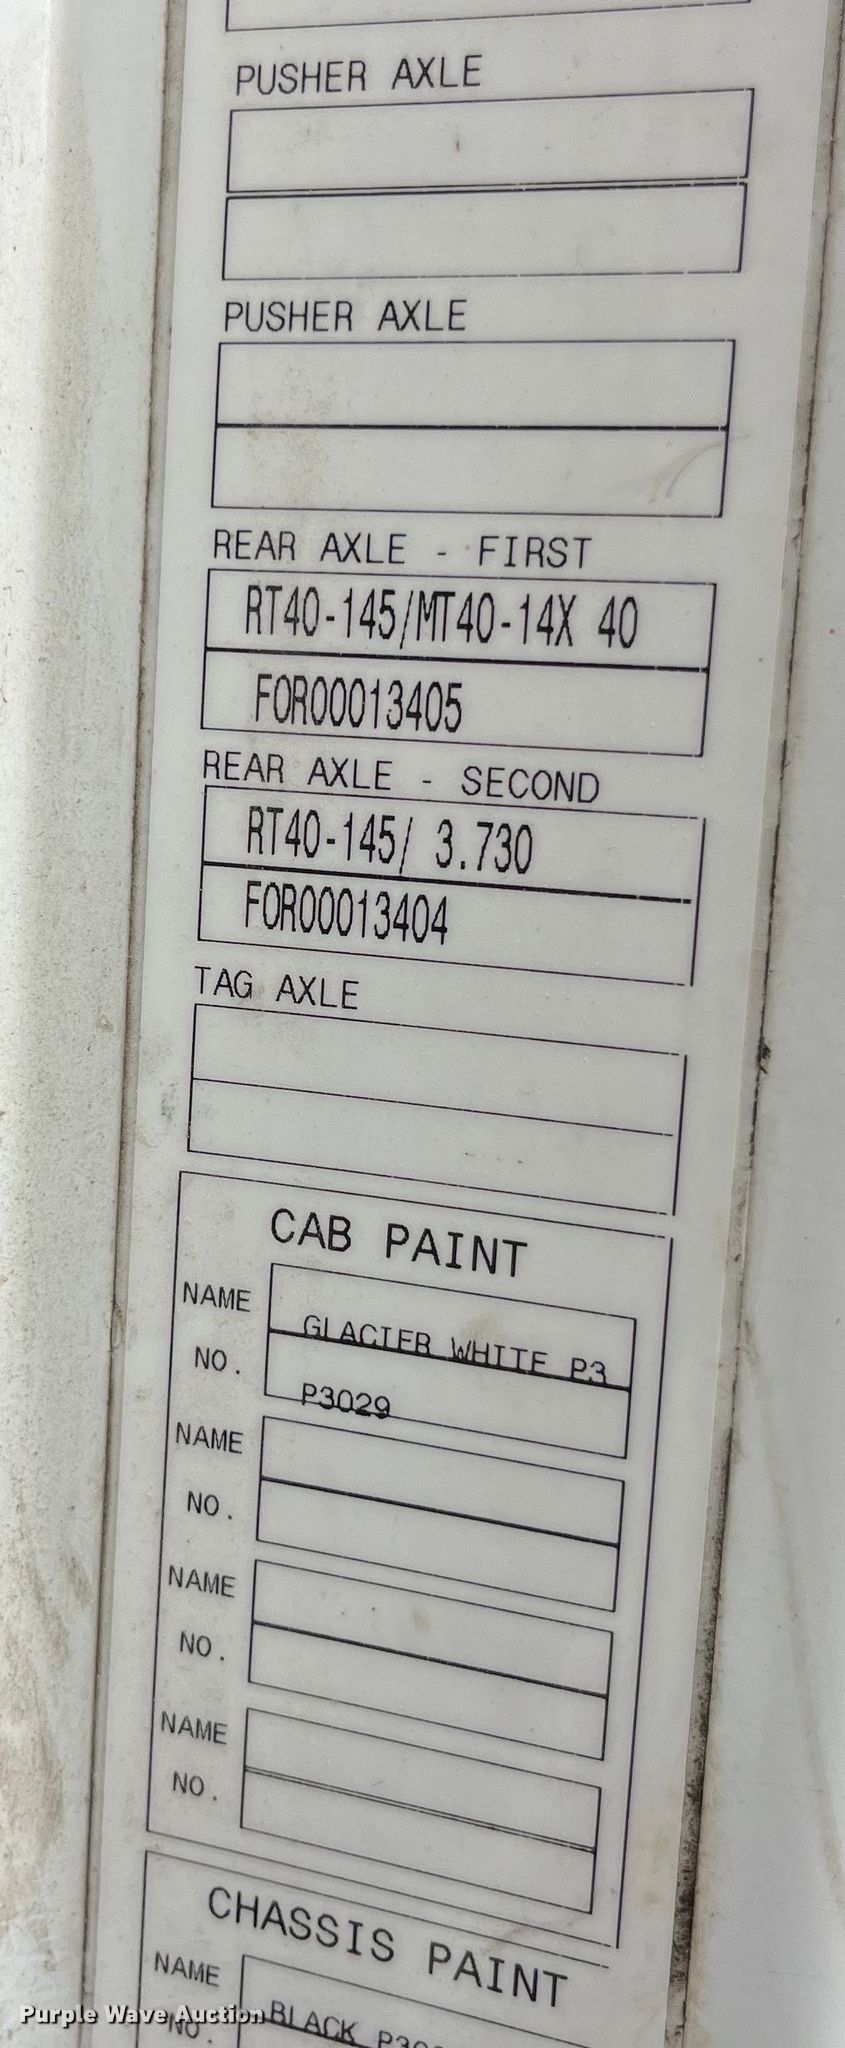 PUSHER AXLE
PUSHER AXLE
REAR AXLE - FIRST
RT40-145/MT40-14X 40
FOR00013405
REAR AXLE - SECOND
RT40-145/ 3.730
FOR00013404
TAG AXLE
CAB PAINT
NAME GLACIER WHITE P3
NO. P3029
NAME
NO.
NAME
NO.
NAME
NO.
CHASSIS PAINT
NAME BLACK
NO.
Purple Wave Auction